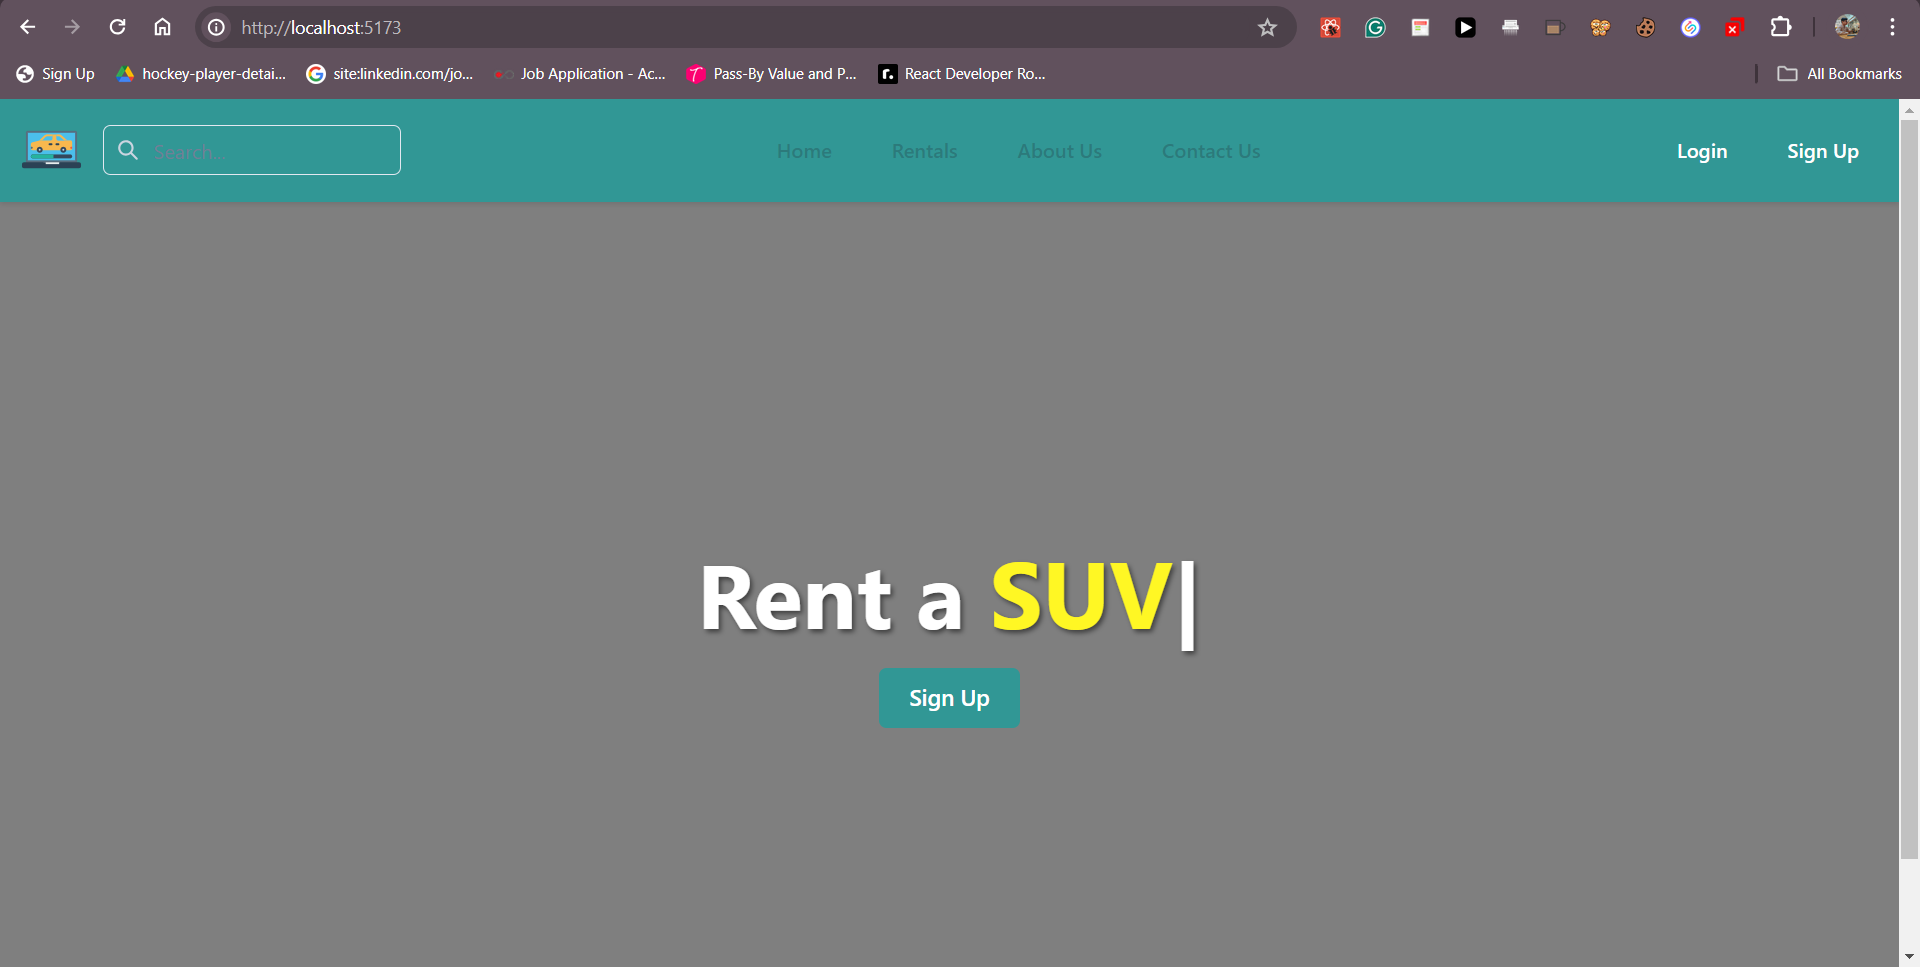 http://localhost:5173
Sign Up
hockey-player-detai...
site:linkedin.com/jo...
Job Application - Ac...
Pass-By Value and P...
React Developer Ro...
All Bookmarks
Search...
Home
Rentals
About Us
Contact Us
Login
Sign Up
Rent a SUV|
Sign Up